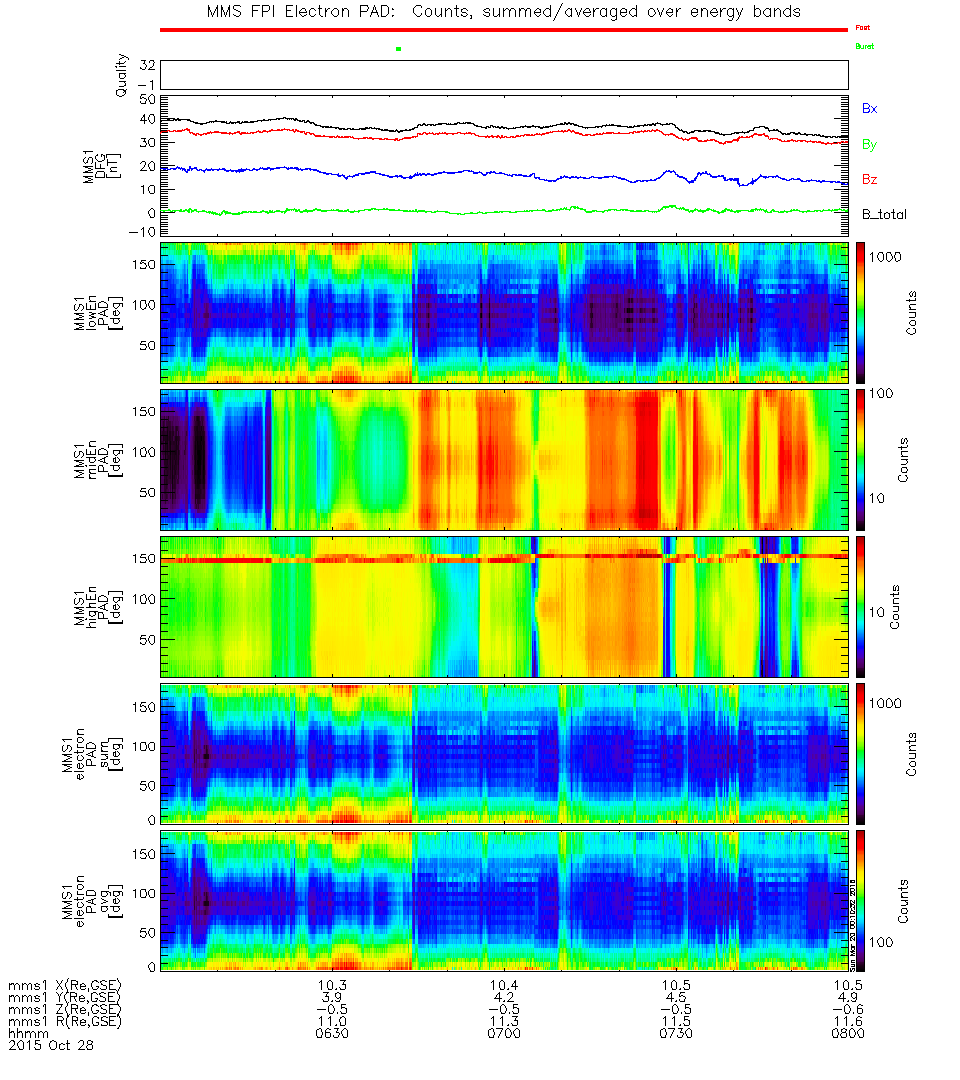 MMS FPI Electron PAD: Counts, summed/averaged over energy bands
Fast
Burst
Quality
32
-1
MMS1
DFG
[nT]
50
40
30
20
10
0
-10
Bx
By
Bz
B_total
MMS1
lowEn
PAD
[deg]
150
100
50
1000
Counts
MMS1
midEn
PAD
[deg]
150
100
50
100
10
Counts
MMS1
highEn
PAD
[deg]
150
100
50
10
Counts
MMS1
electron
PAD
sum
[deg]
150
100
50
0
1000
Counts
MMS1
electron
PAD
avg
[deg]
150
100
50
0
100
Counts
mms1 X(Re,GSE) 10.3 10.4 10.5 10.5
mms1 Y(Re,GSE) 3.9 4.2 4.5 4.9
mms1 Z(Re,GSE) -0.5 -0.5 -0.5 -0.6
mms1 R(Re,GSE) 11.0 11.3 11.5 11.6
hhmm 0630 0700 0730 0800
2015 Oct 28